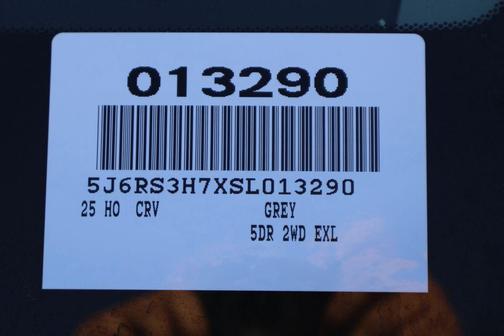 013290
5J6RS3H7XSL013290
25 HO CRV GREY
5DR 2WD EXL